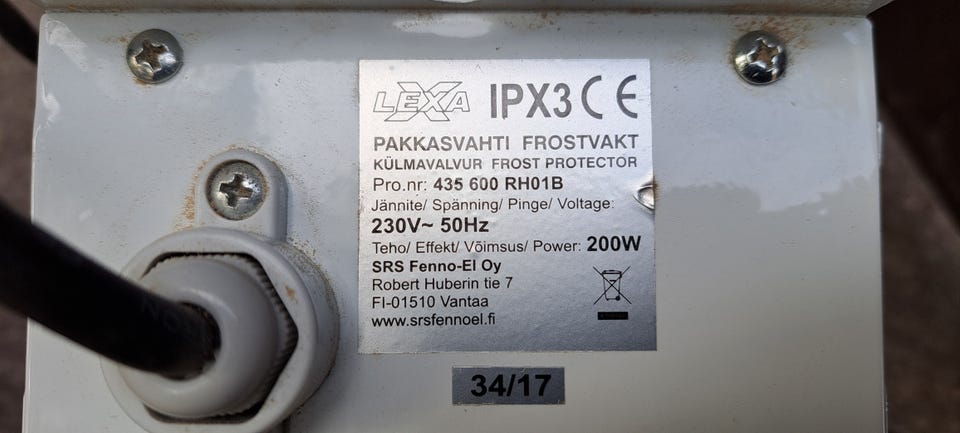 LEXA IPX3 CE
PAKKASVAHTI FROSTVAKT
KÜLMAVALVUR FROST PROTECTOR
Pro.nr: 435 600 RH01B
Jännite/ Spänning/ Pinge/ Voltage:
230V~ 50Hz
Teho/ Effekt/ Võimsus/ Power: 200W
SRS Fenno-El Oy
Robert Huberin tie 7
FI-01510 Vantaa
www.srsfennoel.fi
34/17